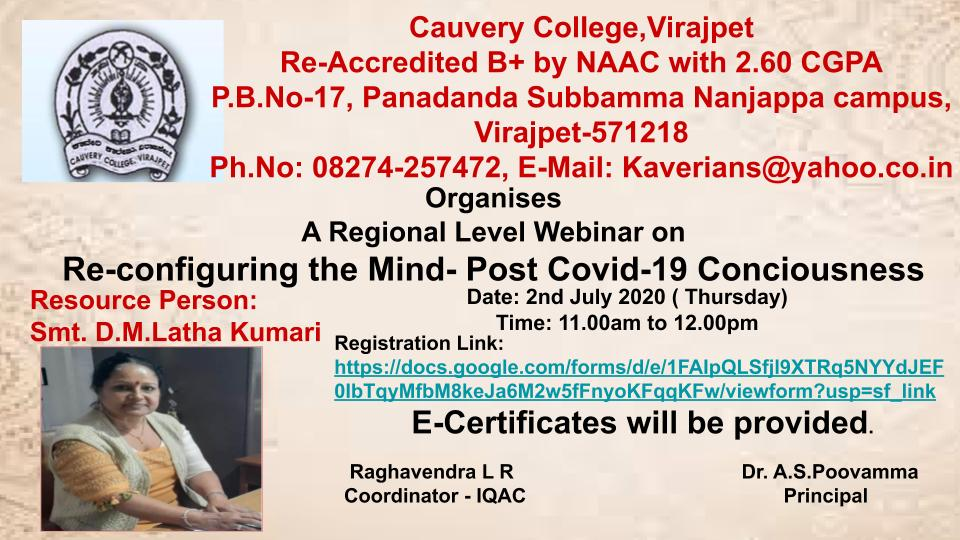 Cauvery College,Virajpet
Re-Accredited B+ by NAAC with 2.60 CGPA
P.B.No-17, Panadanda Subbamma Nanjappa campus,
Virajpet-571218
Ph.No: 08274-257472, E-Mail: Kaverians@yahoo.co.in
CAUVERY COLLEGE, VIRAJPET
Organises
A Regional Level Webinar on
Re-configuring the Mind- Post Covid-19 Conciousness
Resource Person:
Smt. D.M.Latha Kumari
Date: 2nd July 2020 ( Thursday)
Time: 11.00am to 12.00pm
Registration Link:
https://docs.google.com/forms/d/e/1FAIpQLSfjI9XTRq5NYYdJEF
0IbTqyMfbM8keJa6M2w5fFnyoKFqqKFw/viewform?usp=sf_link
E-Certificates will be provided.
Raghavendra L R
Coordinator - IQAC
Dr. A.S.Poovamma
Principal